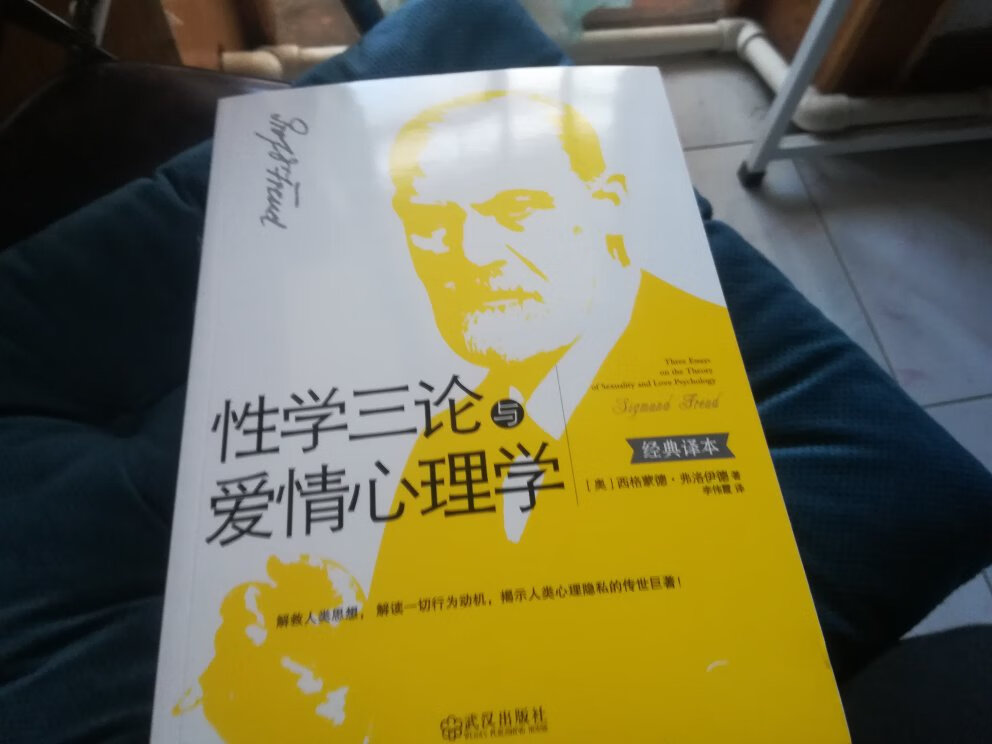 Sigm. Freud
性学三论与
爱情心理学
Three Essays
on the Theory
of Sexuality and Love Psychology
Sigmund Freud
经典译本
[奥]西格蒙德·弗洛伊德 著
李伟霞 译
解救人类思想，解读一切行为动机，揭示人类心理隐私的传世巨著！
武汉出版社
WUHAN PUBLISHING HOUSE